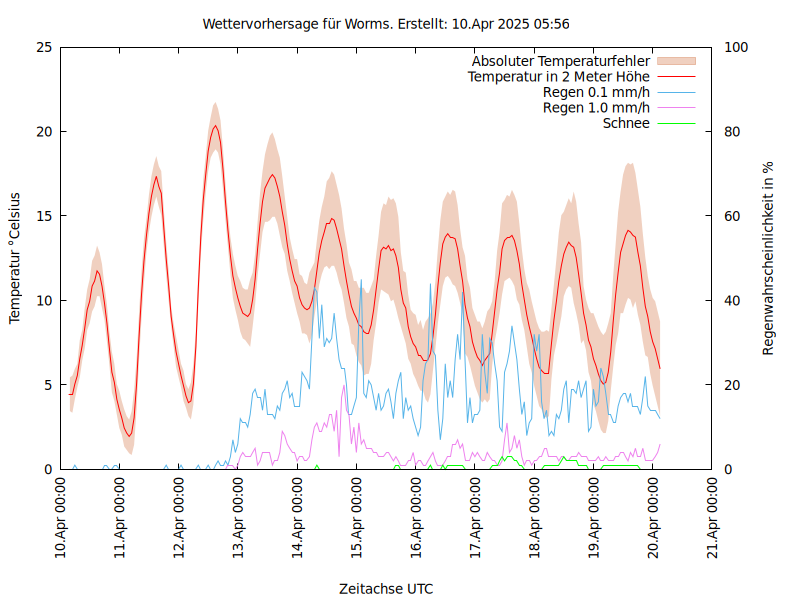 Wettervorhersage für Worms. Erstellt: 10.Apr 2025 05:56
Absoluter Temperaturfehler
Temperatur in 2 Meter Höhe
Regen 0.1 mm/h
Regen 1.0 mm/h
Schnee
Temperatur °Celsius
25
20
15
10
5
0
Regenwahrscheinlichkeit in %
100
80
60
40
20
0
10.Apr 00:00
11.Apr 00:00
12.Apr 00:00
13.Apr 00:00
14.Apr 00:00
15.Apr 00:00
16.Apr 00:00
17.Apr 00:00
18.Apr 00:00
19.Apr 00:00
20.Apr 00:00
21.Apr 00:00
Zeitachse UTC